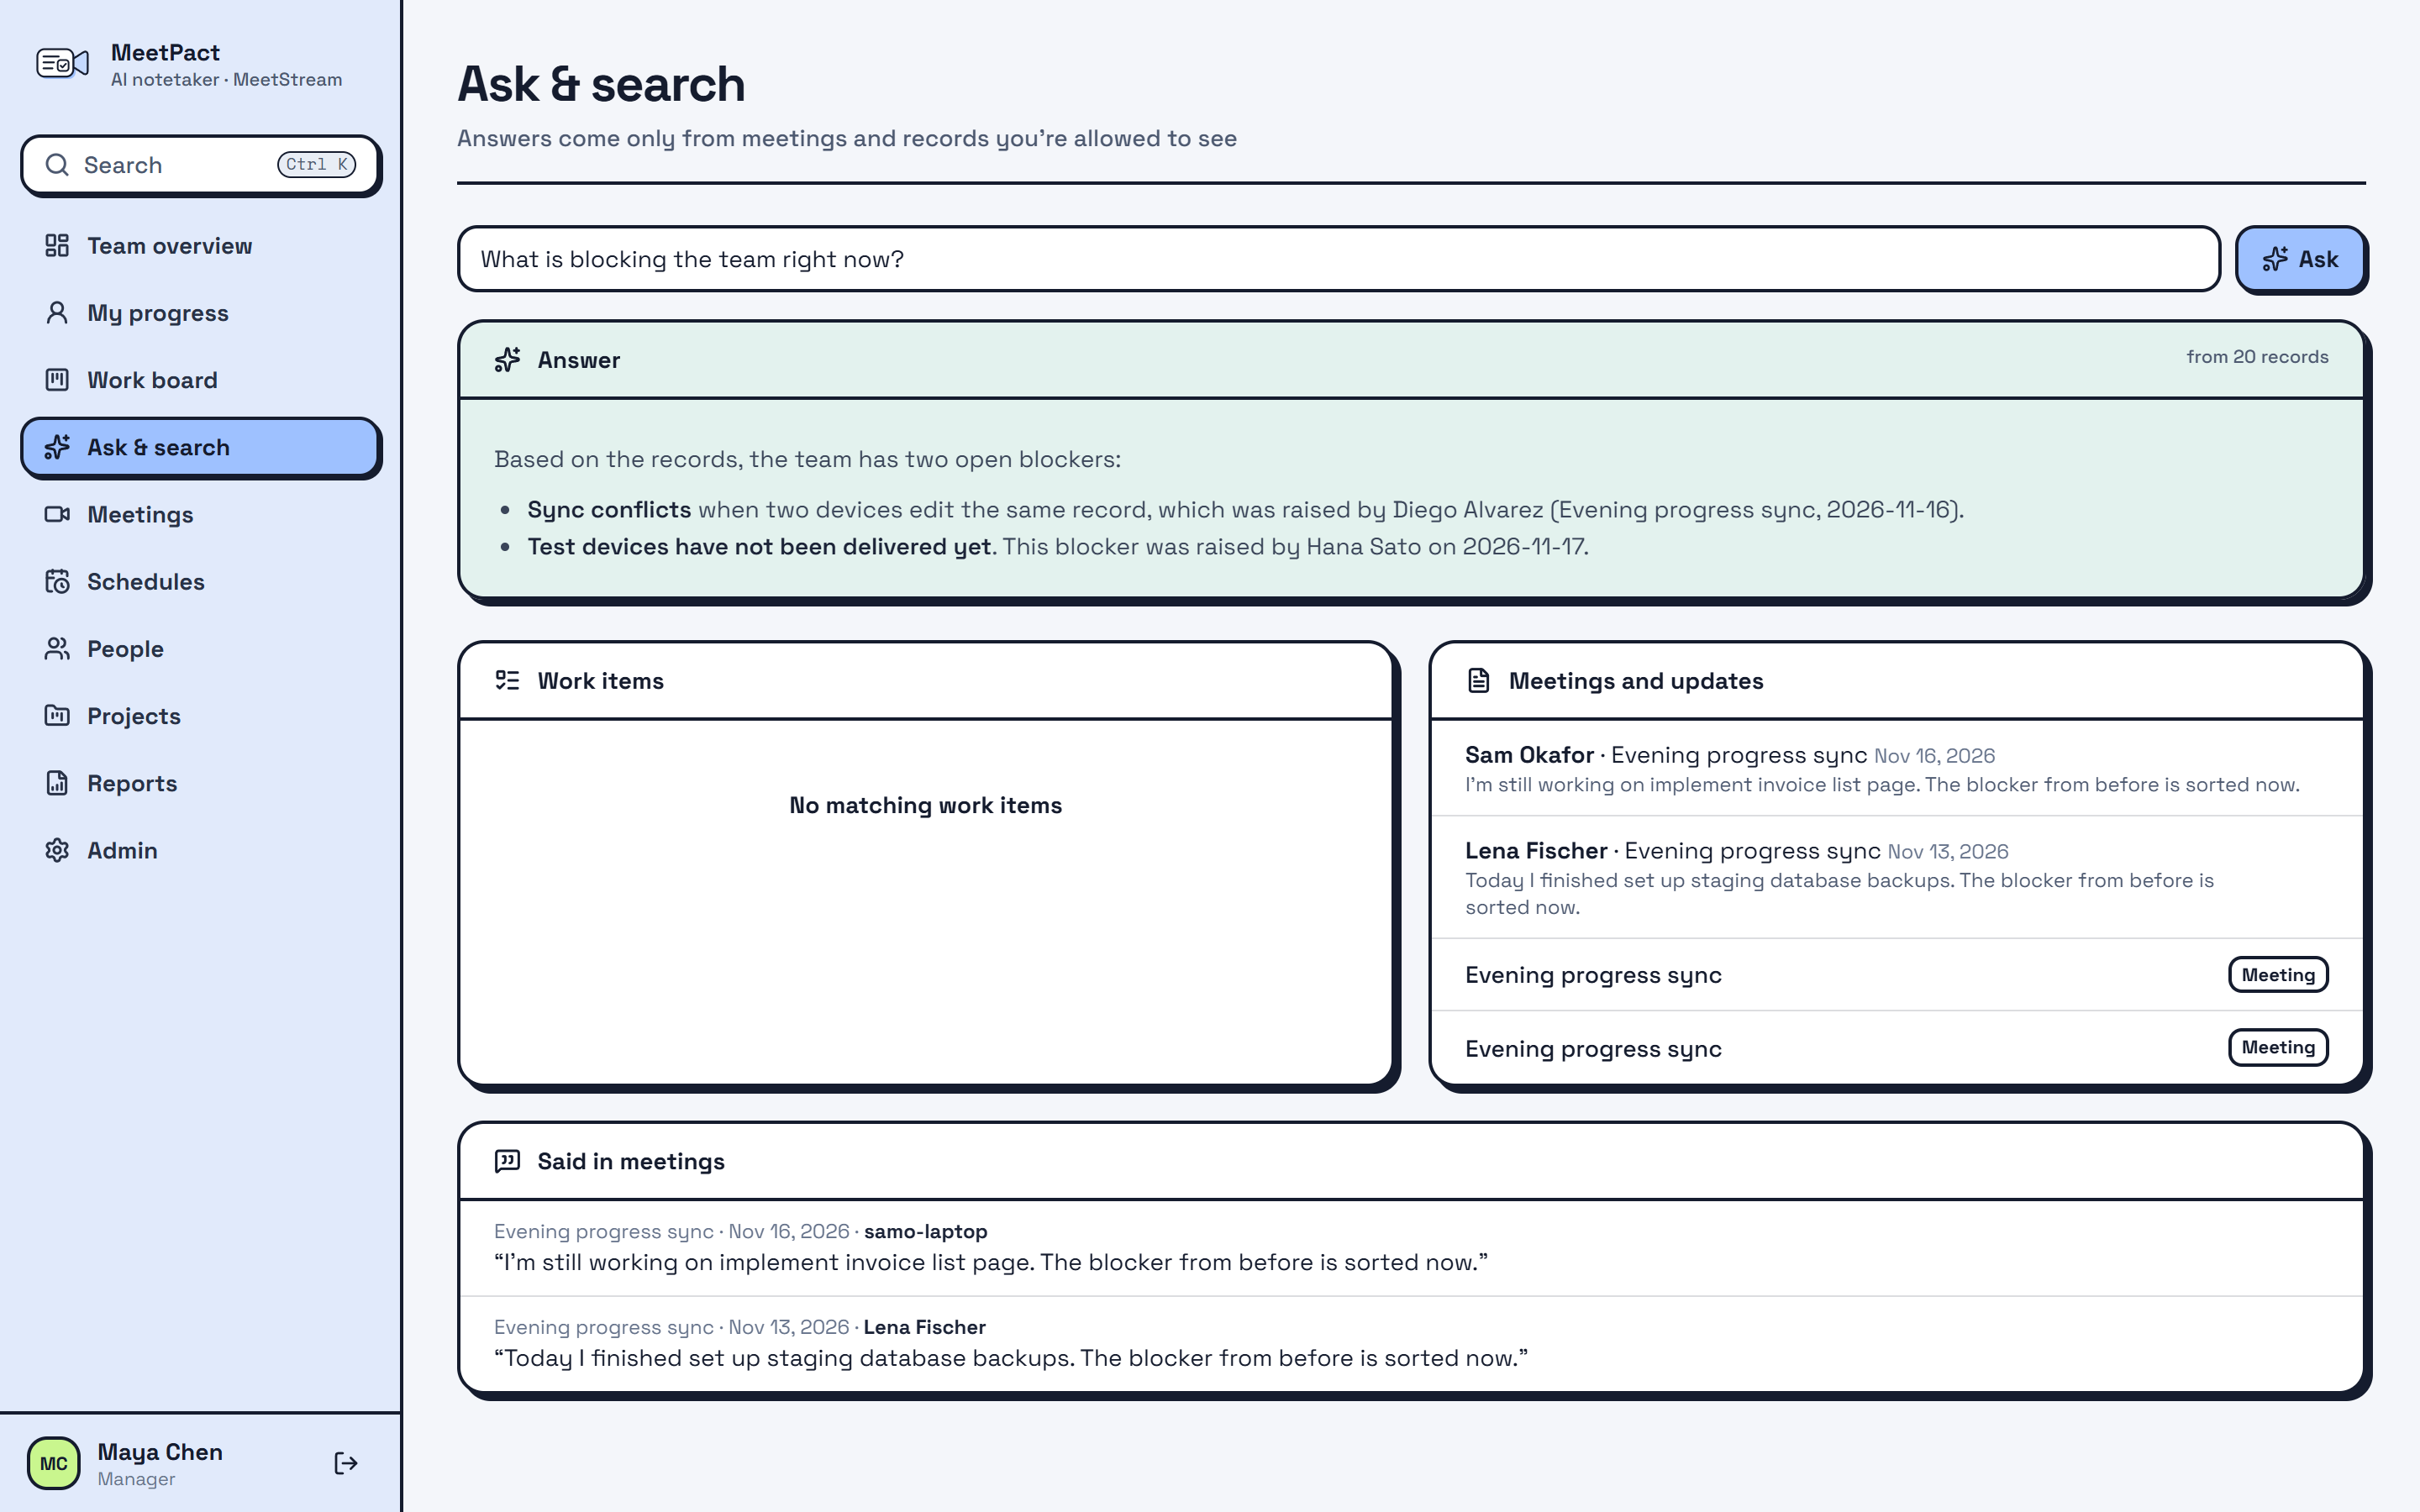 MeetPact
AI notetaker · MeetStream
Search
Ctrl K
Team overview
My progress
Work board
Ask & search
Meetings
Schedules
People
Projects
Reports
Admin
MC
Maya Chen
Manager
Ask & search
Answers come only from meetings and records you’re allowed to see
What is blocking the team right now?
Ask
Answer
from 20 records
Based on the records, the team has two open blockers:
• Sync conflicts when two devices edit the same record, which was raised by Diego Alvarez (Evening progress sync, 2026-11-16).
• Test devices have not been delivered yet. This blocker was raised by Hana Sato on 2026-11-17.
Work items
No matching work items
Meetings and updates
Sam Okafor · Evening progress sync Nov 16, 2026
I’m still working on implement invoice list page. The blocker from before is sorted now.
Lena Fischer · Evening progress sync Nov 13, 2026
Today I finished set up staging database backups. The blocker from before is
sorted now.
Evening progress sync
Meeting
Evening progress sync
Meeting
Said in meetings
Evening progress sync · Nov 16, 2026 · samo-laptop
“I’m still working on implement invoice list page. The blocker from before is sorted now.”
Evening progress sync · Nov 13, 2026 · Lena Fischer
“Today I finished set up staging database backups. The blocker from before is sorted now.”